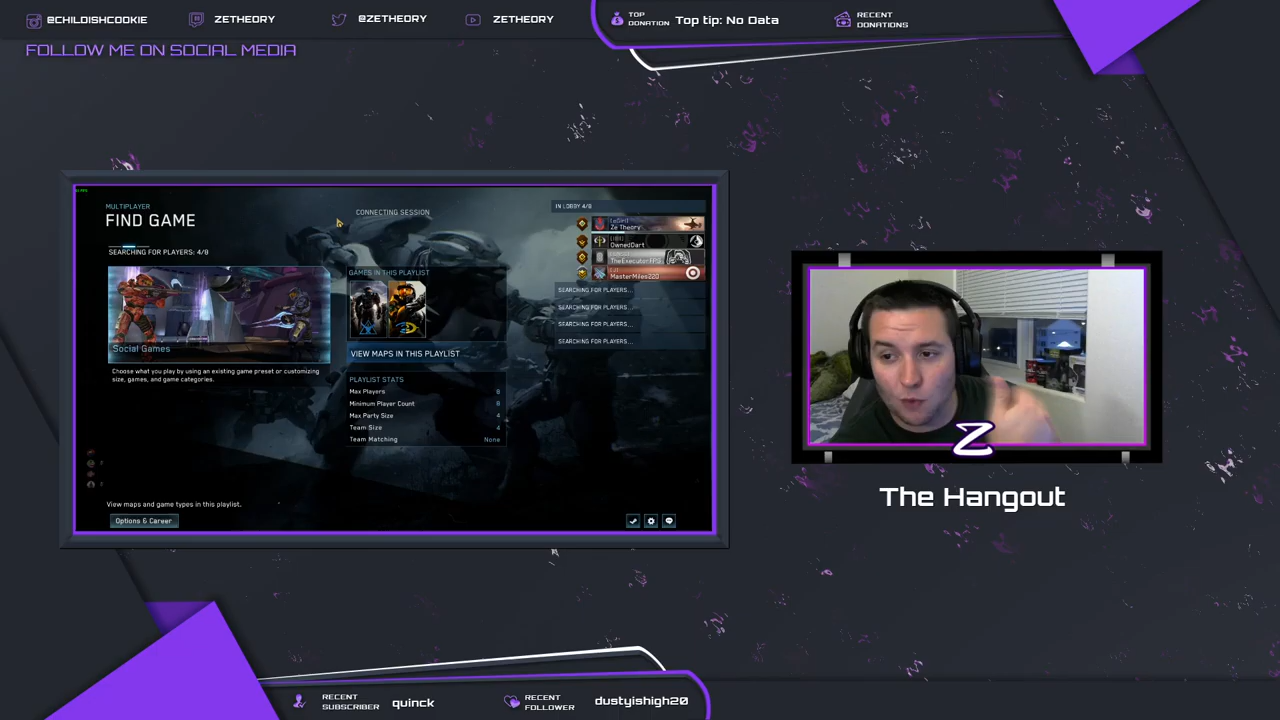 @CHILDISHCOOKIE
ZETHEORY
@ZETHEORY
ZETHEORY
TOP DONATION
Top tip: No Data
RECENT DONATIONS
FOLLOW ME ON SOCIAL MEDIA
MULTIPLAYER
FIND GAME
CONNECTING SESSION
IN LOBBY 4/8
SEARCHING FOR PLAYERS: 4/8
Ze Theory
OwnedDart
TheExecutor FPS
MasterMiles220
SEARCHING FOR PLAYERS...
SEARCHING FOR PLAYERS...
SEARCHING FOR PLAYERS...
SEARCHING FOR PLAYERS...
GAMES IN THIS PLAYLIST
Social Games
VIEW MAPS IN THIS PLAYLIST
Choose what you play by using an existing game preset or customizing
size, games, and game categories.
PLAYLIST STATS
Max Players 8
Minimum Player Count 8
Max Party Size 4
Team Size 4
Team Matching None
View maps and game types in this playlist.
Options & Career
Z
The Hangout
RECENT SUBSCRIBER
quinck
RECENT FOLLOWER
dustyishigh20